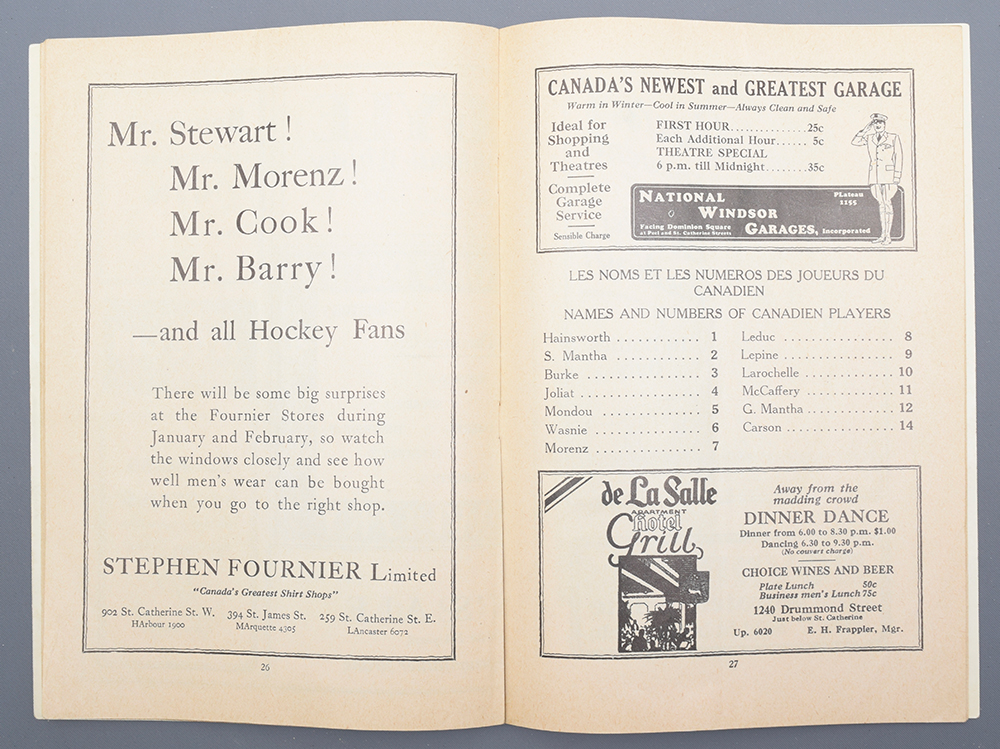 Mr. Stewart!
Mr. Morenz!
Mr. Cook!
Mr. Barry!
—and all Hockey Fans
There will be some big surprises
at the Fournier Stores during
January and February, so watch
the windows closely and see how
well men's wear can be bought
when you go to the right shop.
STEPHEN FOURNIER Limited
"Canada's Greatest Shirt Shops"
902 St. Catherine St. W. 394 St. James St. 259 St. Catherine St. E.
HArbour 1900 MArquette 4305 LAncaster 6072
26
CANADA'S NEWEST and GREATEST GARAGE
Warm in Winter—Cool in Summer—Always Clean and Safe
Ideal for
Shopping
and
Theatres
Complete
Garage
Service
Sensible Charge
FIRST HOUR..............25c
Each Additional Hour...... 5c
THEATRE SPECIAL
6 p.m. till Midnight........35c
NATIONAL
WINDSOR
GARAGES, Incorporated
PLateau
1155
Facing Dominion Square
at Peel and St. Catherine Streets
LES NOMS ET LES NUMEROS DES JOUEURS DU
CANADIEN
NAMES AND NUMBERS OF CANADIEN PLAYERS
Hainsworth . . . . . . . . . . . 1
S. Mantha . . . . . . . . . . . . 2
Burke . . . . . . . . . . . . . . . 3
Joliat . . . . . . . . . . . . . . . . 4
Mondou . . . . . . . . . . . . . 5
Wasnie . . . . . . . . . . . . . . 6
Morenz . . . . . . . . . . . . . . 7
Leduc . . . . . . . . . . . . . . . 8
Lepine . . . . . . . . . . . . . . 9
Larochelle . . . . . . . . . . . . 10
McCaffery . . . . . . . . . . . . 11
G. Mantha . . . . . . . . . . . . 12
Carson . . . . . . . . . . . . . . 14
de La Salle
APARTMENT
Hotel
Grill
Away from the
madding crowd
DINNER DANCE
Dinner from 6.00 to 8.30 p.m. $1.00
Dancing 6.30 to 9.30 p.m.
(No couvert charge)
CHOICE WINES AND BEER
Plate Lunch 50c
Business men's Lunch 75c
1240 Drummond Street
Just below St. Catherine
Up. 6020 E. H. Frappier, Mgr.
27